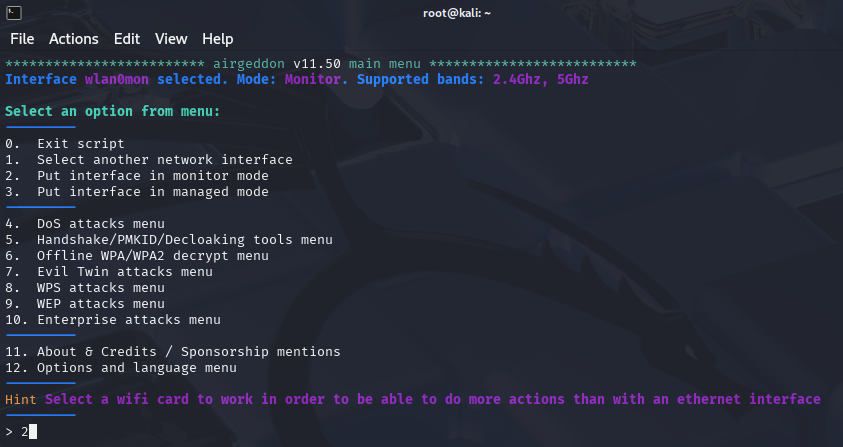 root@kali: ~
File Actions Edit View Help
************************* airgeddon v11.50 main menu **************************
Interface wlan0mon selected. Mode: Monitor. Supported bands: 2.4Ghz, 5Ghz
Select an option from menu:
---------
0. Exit script
1. Select another network interface
2. Put interface in monitor mode
3. Put interface in managed mode
---------
4. DoS attacks menu
5. Handshake/PMKID/Decloaking tools menu
6. Offline WPA/WPA2 decrypt menu
7. Evil Twin attacks menu
8. WPS attacks menu
9. WEP attacks menu
10. Enterprise attacks menu
---------
11. About & Credits / Sponsorship mentions
12. Options and language menu
---------
Hint Select a wifi card to work in order to be able to do more actions than with an ethernet interface
---------
> 2